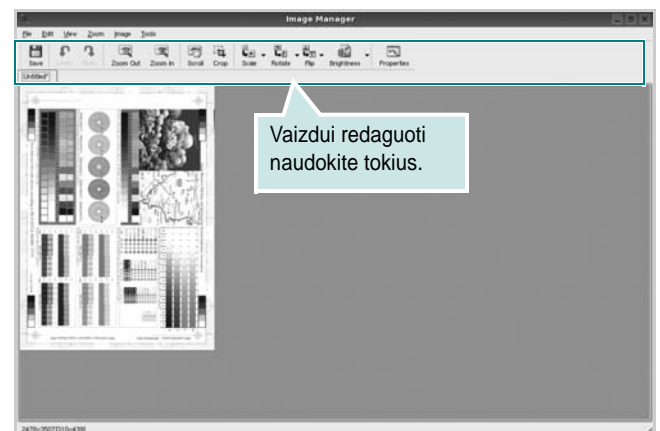 Image Manager
File Edit View Zoom Image Tools
Save Undo Zoom Out Zoom In Scroll Crop Scale Rotate Flip Brightness Properties
Untitled*
Vaizdui redaguoti
naudokite tokius.